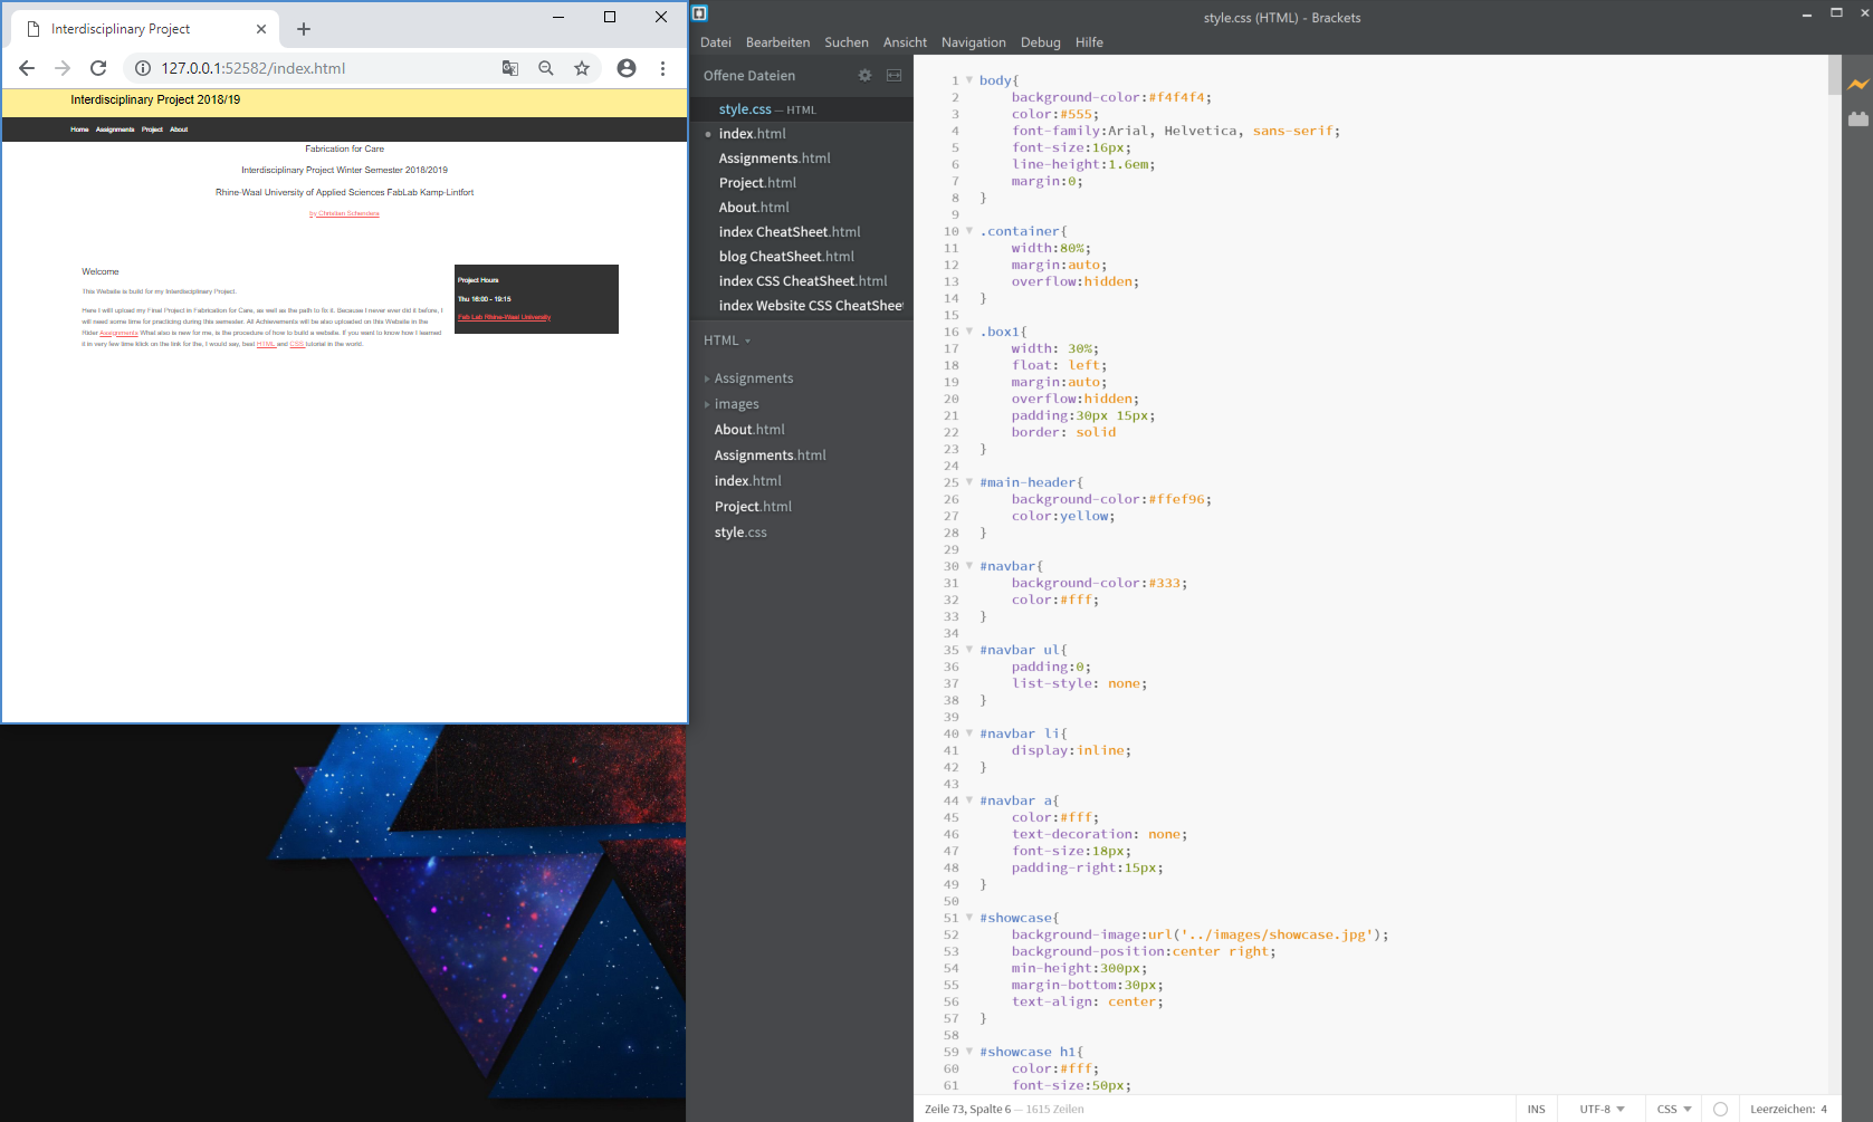 Interdisciplinary Project
127.0.0.1:52582/index.html
Interdisciplinary Project 2018/19
Home Assignments Project About
Fabrication for Care
Interdisciplinary Project Winter Semester 2018/2019
Rhine-Waal University of Applied Sciences FabLab Kamp-Lintfort
by Christian Schenders
Welcome
This Website is build for my Interdisciplinary Project.
Here I will upload my Final Project in Fabrication for Care, as well as the path to fix it. Because I never ever did it before, I
will need some time for practicing during this semester. All Achievements will be also uploaded on this Website in the
Assignments What also is new for me, is the procedure of how to build a website. If you want to know how I learned
it in very few time klick on the link for the, I would say, best HTML and CSS tutorial in the world.
Project Hours
Thu 16:00 - 19:15
Fab Lab Rhine-Waal University
style.css (HTML) - Brackets
Datei Bearbeiten Suchen Ansicht Navigation Debug Hilfe
Offene Dateien
style.css — HTML
index.html
Assignments.html
Project.html
About.html
index CheatSheet.html
blog CheatSheet.html
index CSS CheatSheet.html
index Website CSS CheatSheet
HTML
Assignments
images
About.html
Assignments.html
index.html
Project.html
style.css
1 body{
2 background-color:#f4f4f4;
3 color:#555;
4 font-family:Arial, Helvetica, sans-serif;
5 font-size:16px;
6 line-height:1.6em;
7 margin:0;
8 }
9
10 .container{
11 width:80%;
12 margin:auto;
13 overflow:hidden;
14 }
15
16 .box1{
17 width: 30%;
18 float: left;
19 margin:auto;
20 overflow:hidden;
21 padding:30px 15px;
22 border: solid
23 }
24
25 #main-header{
26 background-color:#ffef96;
27 color:yellow;
28 }
29
30 #navbar{
31 background-color:#333;
32 color:#fff;
33 }
34
35 #navbar ul{
36 padding:0;
37 list-style: none;
38 }
39
40 #navbar li{
41 display:inline;
42 }
43
44 #navbar a{
45 color:#fff;
46 text-decoration: none;
47 font-size:18px;
48 padding-right:15px;
49 }
50
51 #showcase{
52 background-image:url('../images/showcase.jpg');
53 background-position:center right;
54 min-height:300px;
55 margin-bottom:30px;
56 text-align: center;
57 }
58
59 #showcase h1{
60 color:#fff;
61 font-size:50px;
Zeile 73, Spalte 6 — 1615 Zeilen
INS UTF-8 CSS Leerzeichen: 4